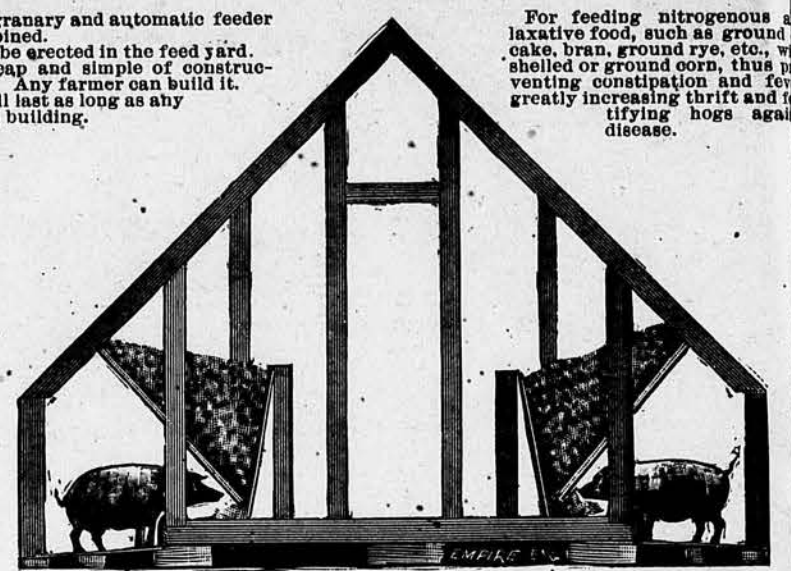 granary and automatic feeder
bined.
be erected in the feed yard.
eap and simple of construc-
Any farmer can build it.
ll last as long as any
building.
For feeding nitrogenous a
laxative food, such as ground
cake, bran, ground rye, etc., wi
shelled or ground corn, thus p
venting constipation and fev
greatly increasing thrift and fo
tifying hogs agai
disease.
EMPIRE ENG